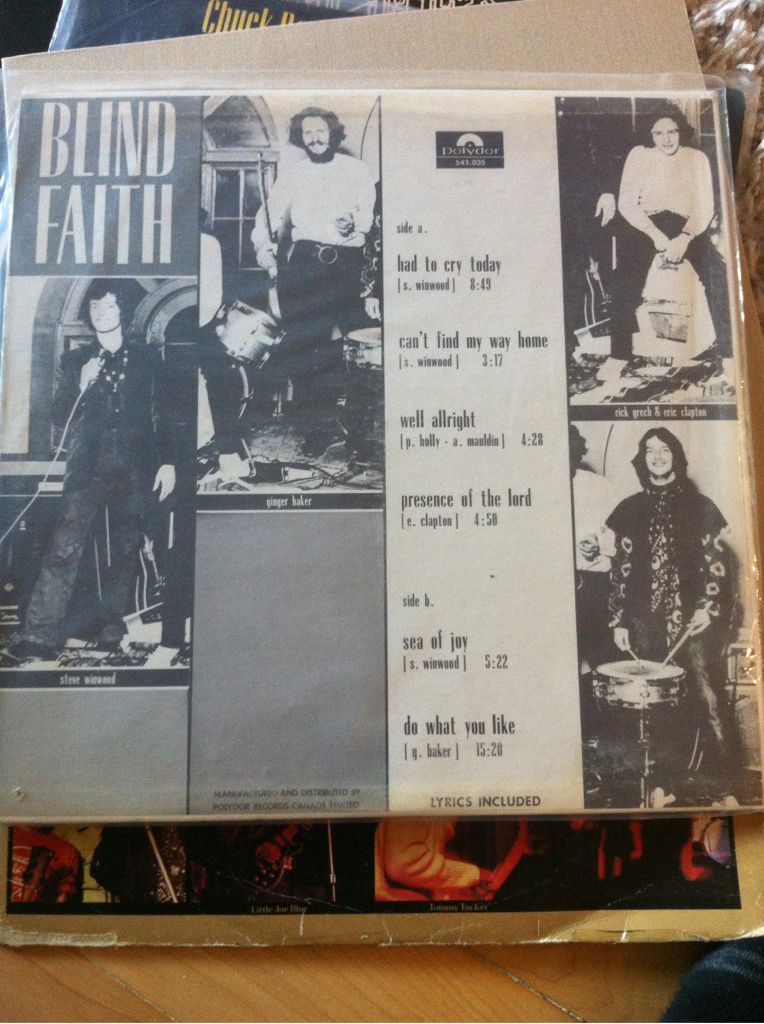 Chuck
BLIND
FAITH
polydor
543.035
side a.
had to cry today
[s. winwood] 8:49
can't find my way home
[s. winwood] 3:17
well allright
[p. holly - a. mauldin] 4:28
presence of the lord
[e. clapton] 4:50
side b.
sea of joy
[s. winwood] 5:22
do what you like
[g. baker] 15:20
LYRICS INCLUDED
steve winwood
ginger baker
rick grech & eric clapton
MANUFACTURED AND DISTRIBUTED BY
POLYDOR RECORDS CANADA LIMITED
Little Joe Blue
Tommy Tucker